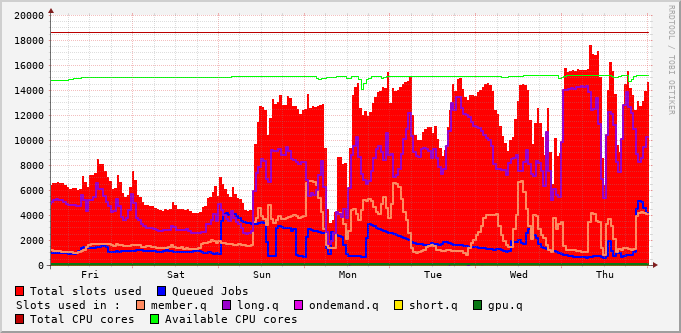 20000
18000
16000
14000
12000
10000
8000
6000
4000
2000
0
Fri Sat Sun Mon Tue Wed Thu
RRDTOOL / TOBI OETIKER
Total slots used Queued Jobs
Slots used in : member.q long.q ondemand.q short.q gpu.q
Total CPU cores Available CPU cores